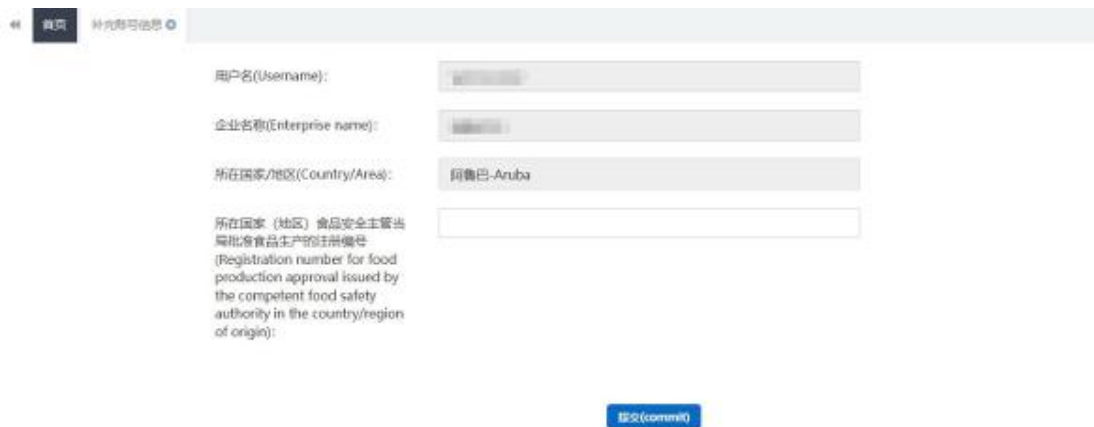 首页 补充账号信息
用户名(Username):
企业名称(Enterprise name):
所在国家/地区(Country/Area): 阿鲁巴-Aruba
所在国家（地区）食品安全主管当
局批准食品生产的注册编号
(Registration number for food
production approval issued by
the competent food safety
authority in the country/region
of origin):
提交(commit)